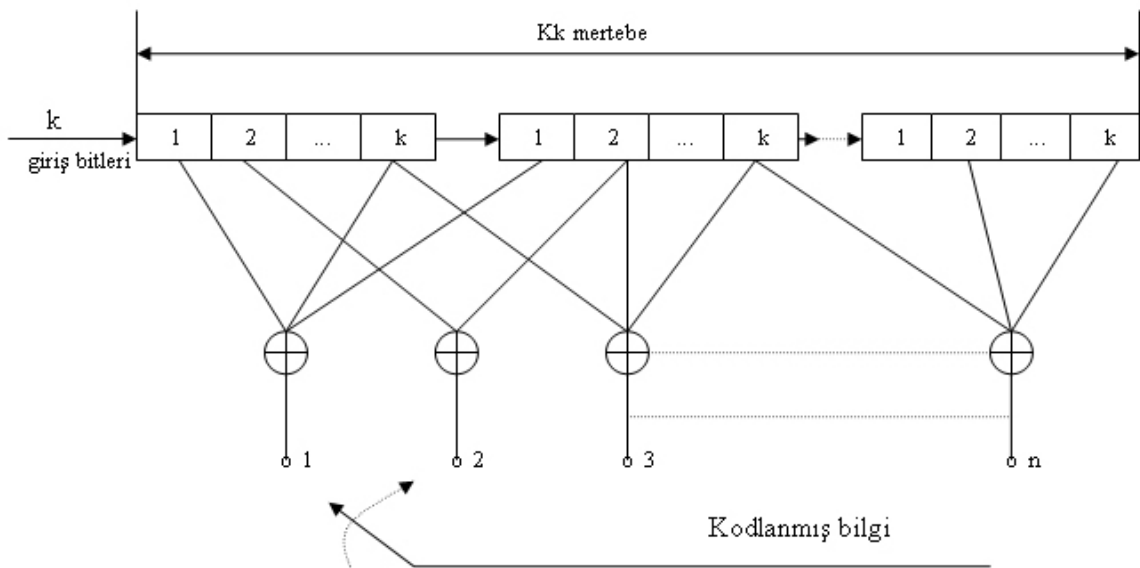 Kk mertebe
k
giriş bitleri
1 2 ... k 1 2 ... k 1 2 ... k
1 2 3 n
Kodlanmış bilgi